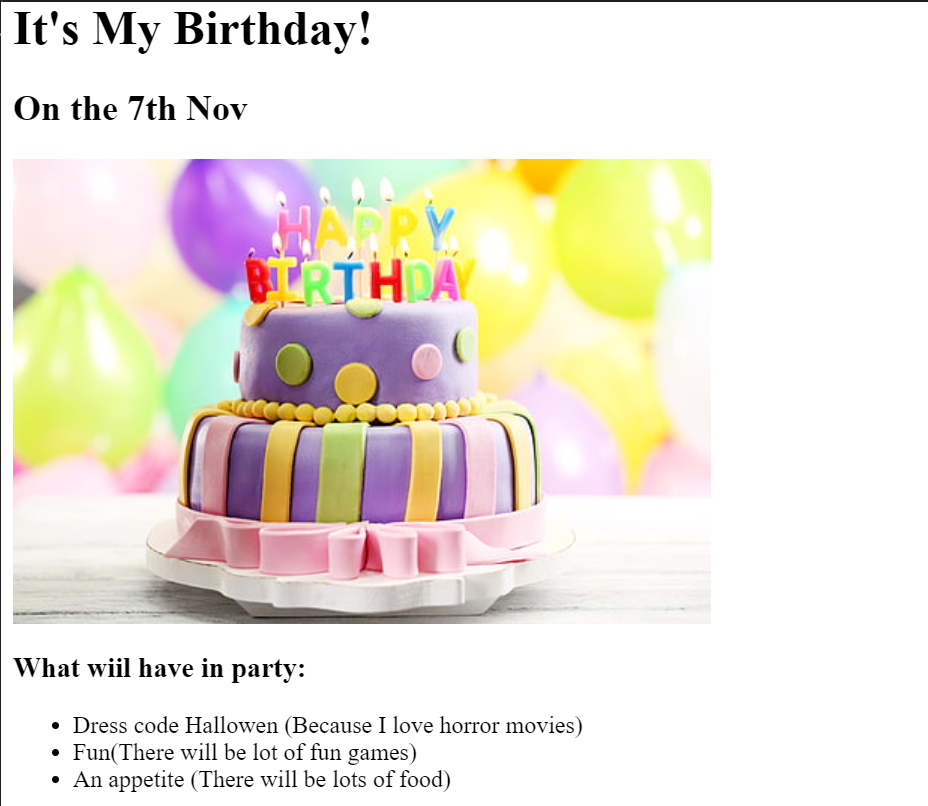 It's My Birthday!
On the 7th Nov
HAPPY
BIRTHDAY
What wiil have in party:
Dress code Hallowen (Because I love horror movies)
Fun(There will be lot of fun games)
An appetite (There will be lots of food)